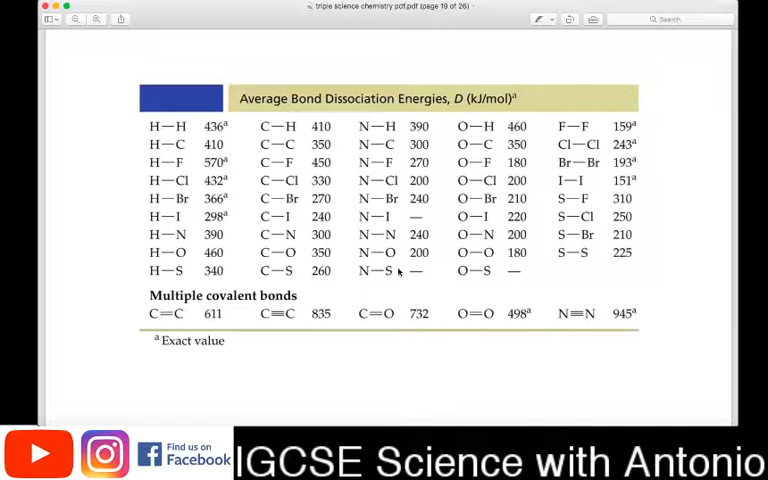 triple science chemistry pdf.pdf (page 19 of 26)
Search
Average Bond Dissociation Energies, D (kJ/mol)ᵃ
H—H 436ᵃ C—H 410 N—H 390 O—H 460 F—F 159ᵃ
H—C 410 C—C 350 N—C 300 O—C 350 Cl—Cl 243ᵃ
H—F 570ᵃ C—F 450 N—F 270 O—F 180 Br—Br 193ᵃ
H—Cl 432ᵃ C—Cl 330 N—Cl 200 O—Cl 200 I—I 151ᵃ
H—Br 366ᵃ C—Br 270 N—Br 240 O—Br 210 S—F 310
H—I 298ᵃ C—I 240 N—I — O—I 220 S—Cl 250
H—N 390 C—N 300 N—N 240 O—N 200 S—Br 210
H—O 460 C—O 350 N—O 200 O—O 180 S—S 225
H—S 340 C—S 260 N—S — O—S —
Multiple covalent bonds
C=C 611 C≡C 835 C=O 732 O=O 498ᵃ N≡N 945ᵃ
ᵃ Exact value
Find us on
Facebook
IGCSE Science with Antonio